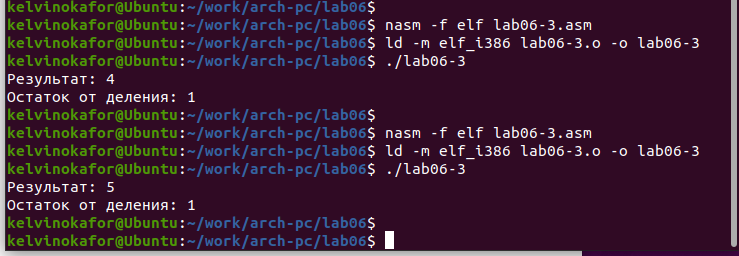 kelvinokafor@Ubuntu:~/work/arch-pc/lab06$
kelvinokafor@Ubuntu:~/work/arch-pc/lab06$ nasm -f elf lab06-3.asm
kelvinokafor@Ubuntu:~/work/arch-pc/lab06$ ld -m elf_i386 lab06-3.o -o lab06-3
kelvinokafor@Ubuntu:~/work/arch-pc/lab06$ ./lab06-3
Результат: 4
Остаток от деления: 1
kelvinokafor@Ubuntu:~/work/arch-pc/lab06$
kelvinokafor@Ubuntu:~/work/arch-pc/lab06$ nasm -f elf lab06-3.asm
kelvinokafor@Ubuntu:~/work/arch-pc/lab06$ ld -m elf_i386 lab06-3.o -o lab06-3
kelvinokafor@Ubuntu:~/work/arch-pc/lab06$ ./lab06-3
Результат: 5
Остаток от деления: 1
kelvinokafor@Ubuntu:~/work/arch-pc/lab06$
kelvinokafor@Ubuntu:~/work/arch-pc/lab06$